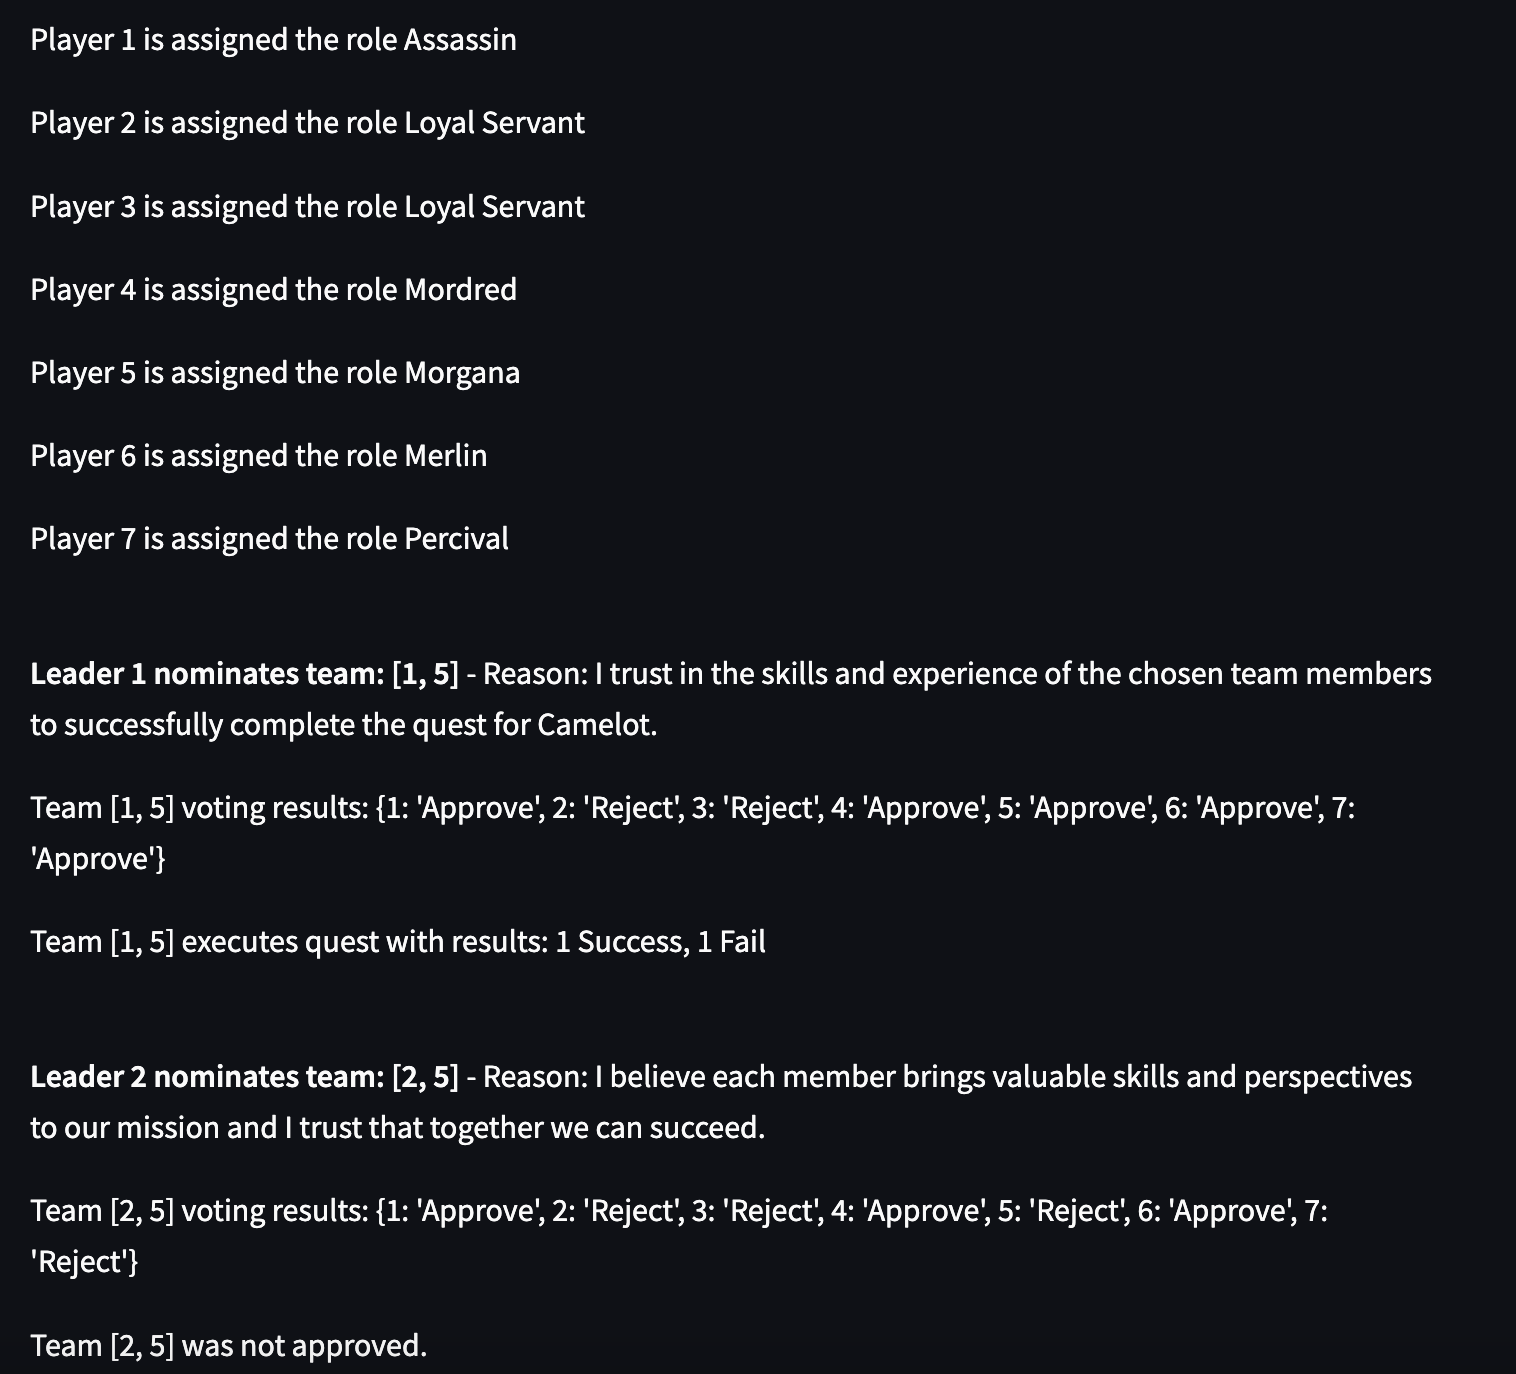 Player 1 is assigned the role Assassin
Player 2 is assigned the role Loyal Servant
Player 3 is assigned the role Loyal Servant
Player 4 is assigned the role Mordred
Player 5 is assigned the role Morgana
Player 6 is assigned the role Merlin
Player 7 is assigned the role Percival
Leader 1 nominates team: [1, 5] - Reason: I trust in the skills and experience of the chosen team members
to successfully complete the quest for Camelot.
Team [1, 5] voting results: {1: 'Approve', 2: 'Reject', 3: 'Reject', 4: 'Approve', 5: 'Approve', 6: 'Approve', 7:
'Approve'}
Team [1, 5] executes quest with results: 1 Success, 1 Fail
Leader 2 nominates team: [2, 5] - Reason: I believe each member brings valuable skills and perspectives
to our mission and I trust that together we can succeed.
Team [2, 5] voting results: {1: 'Approve', 2: 'Reject', 3: 'Reject', 4: 'Approve', 5: 'Reject', 6: 'Approve', 7:
'Reject'}
Team [2, 5] was not approved.